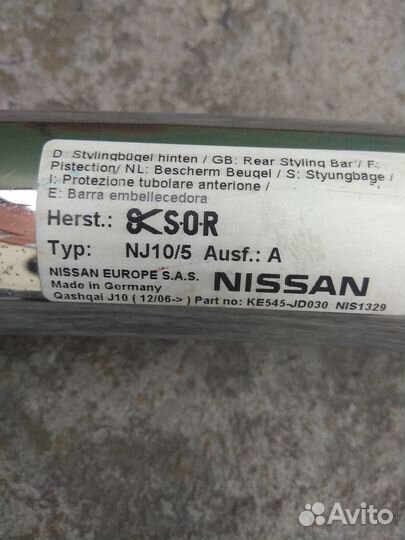 D: Stylingbügel hinten / GB: Rear Styling Bar / F:
Pistection/ NL: Bescherm Beugel / S: Styungbage /
I: Protezione tubolare anteriore /
E: Barra embellecedora
Herst.: SKS·O·R
Typ: NJ10/5 Ausf.: A
NISSAN EUROPE S.A.S. NISSAN
Made in Germany
Qashqai J10 ( 12/06-> ) Part no: KE545-JD030 NIS1329
Avito